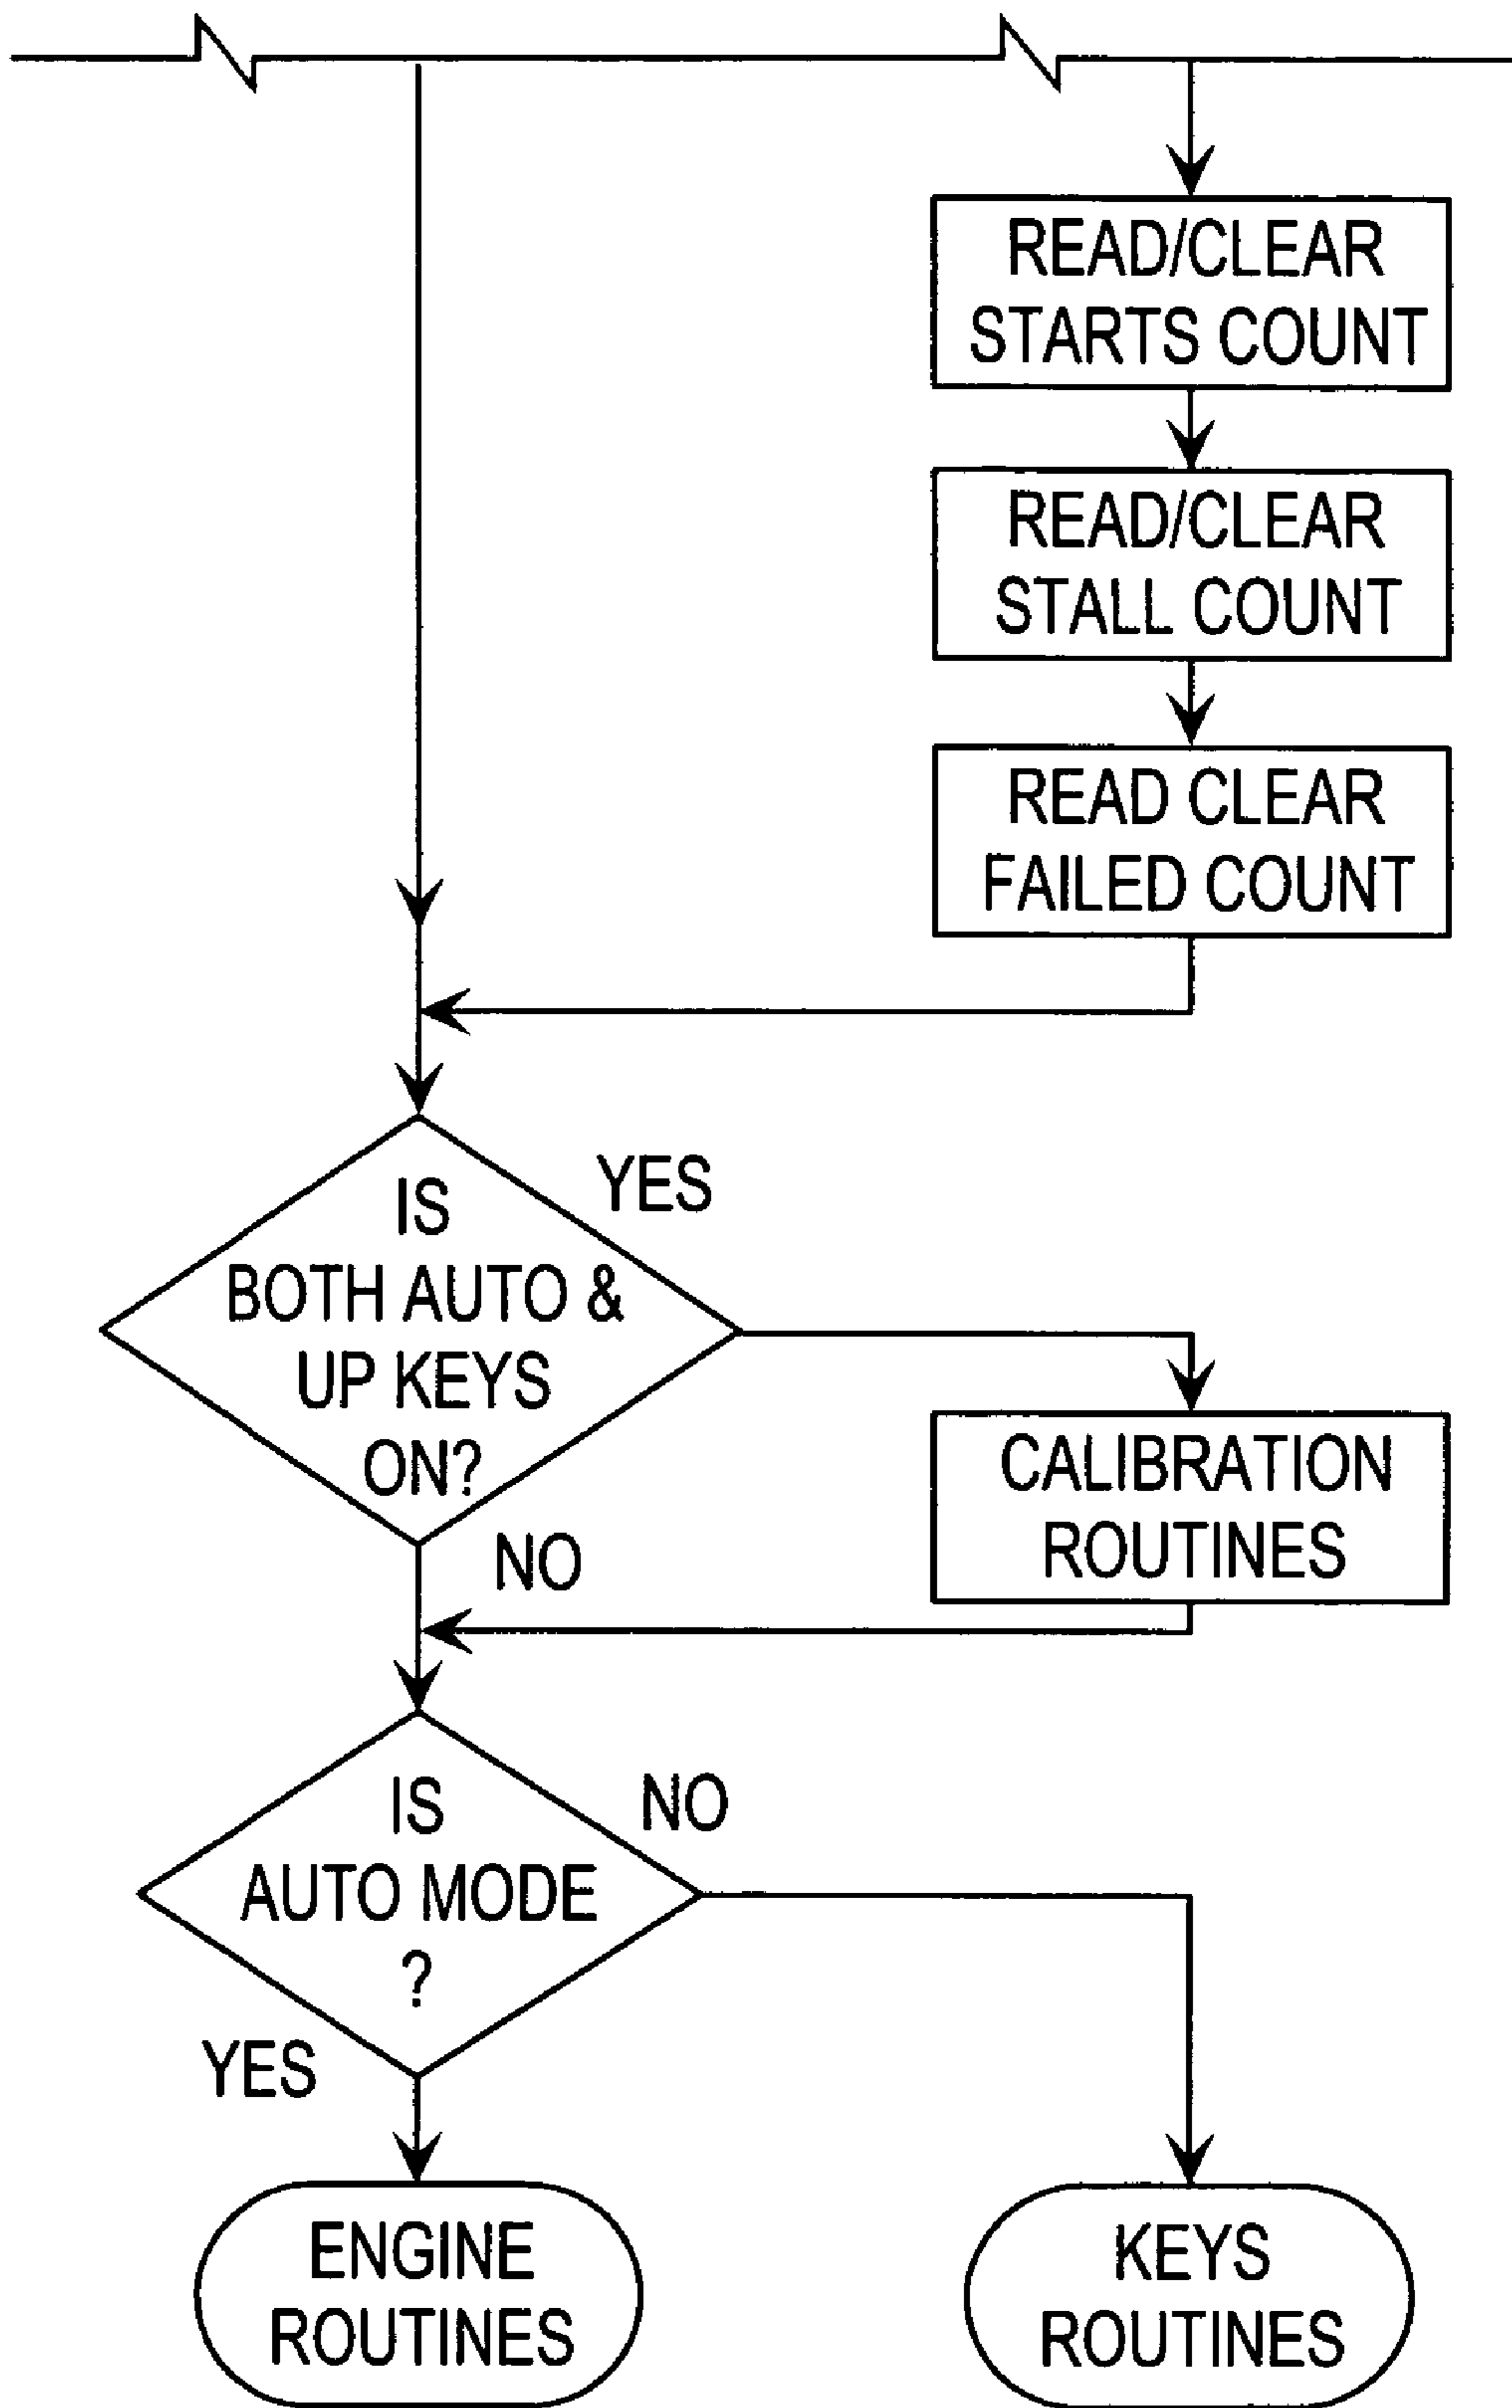 READ/CLEAR
STARTS COUNT
READ/CLEAR
STALL COUNT
READ CLEAR
FAILED COUNT
IS
BOTH AUTO &
UP KEYS
ON?
YES
NO
CALIBRATION
ROUTINES
IS
AUTO MODE
?
NO
YES
ENGINE
ROUTINES
KEYS
ROUTINES